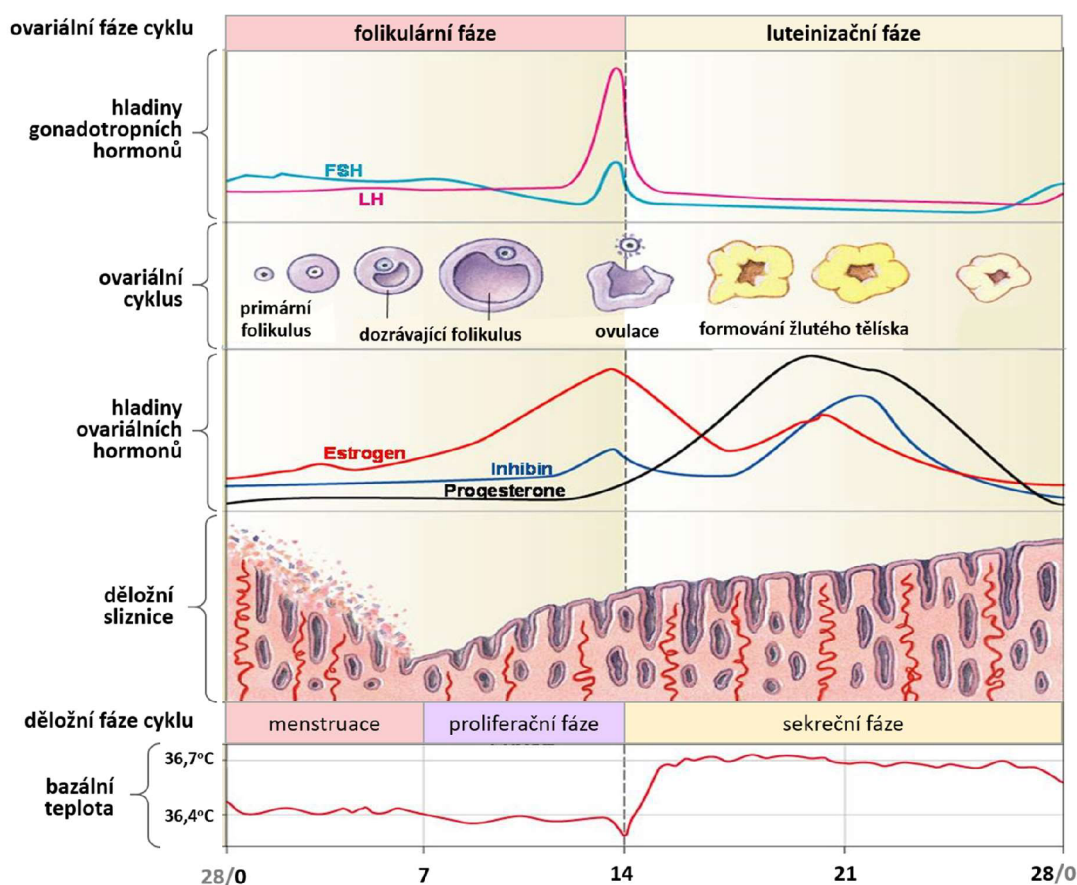 ovariální fáze cyklu
folikulární fáze
luteinizační fáze
hladiny
gonadotropních
hormonů
FSH
LH
ovariální
cyklus
primární
folikulus
dozrávající folikulus
ovulace
formování žlutého tělíska
hladiny
ovariálních
hormonů
Estrogen
Inhibin
Progesterone
děložní
sliznice
děložní fáze cyklu
menstruace
proliferační fáze
sekreční fáze
bazální
teplota
36,7°C
36,4°C
28/0
7
14
21
28/0